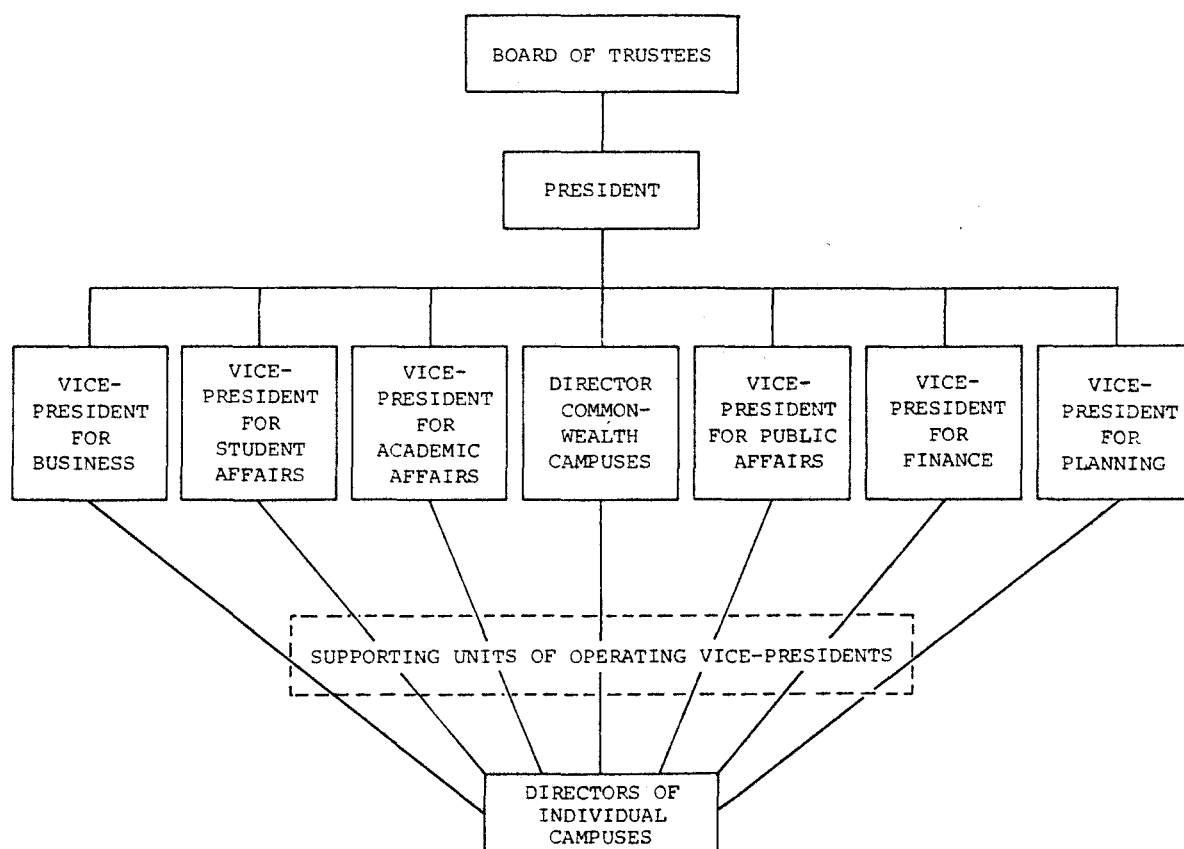 BOARD OF TRUSTEES
PRESIDENT
VICE-
PRESIDENT
FOR
BUSINESS
VICE-
PRESIDENT
FOR
STUDENT
AFFAIRS
VICE-
PRESIDENT
FOR
ACADEMIC
AFFAIRS
DIRECTOR
COMMON-
WEALTH
CAMPUSES
VICE-
PRESIDENT
FOR PUBLIC
AFFAIRS
VICE-
PRESIDENT
FOR
FINANCE
VICE-
PRESIDENT
FOR
PLANNING
SUPPORTING UNITS OF OPERATING VICE-PRESIDENTS
DIRECTORS OF
INDIVIDUAL
CAMPUSES